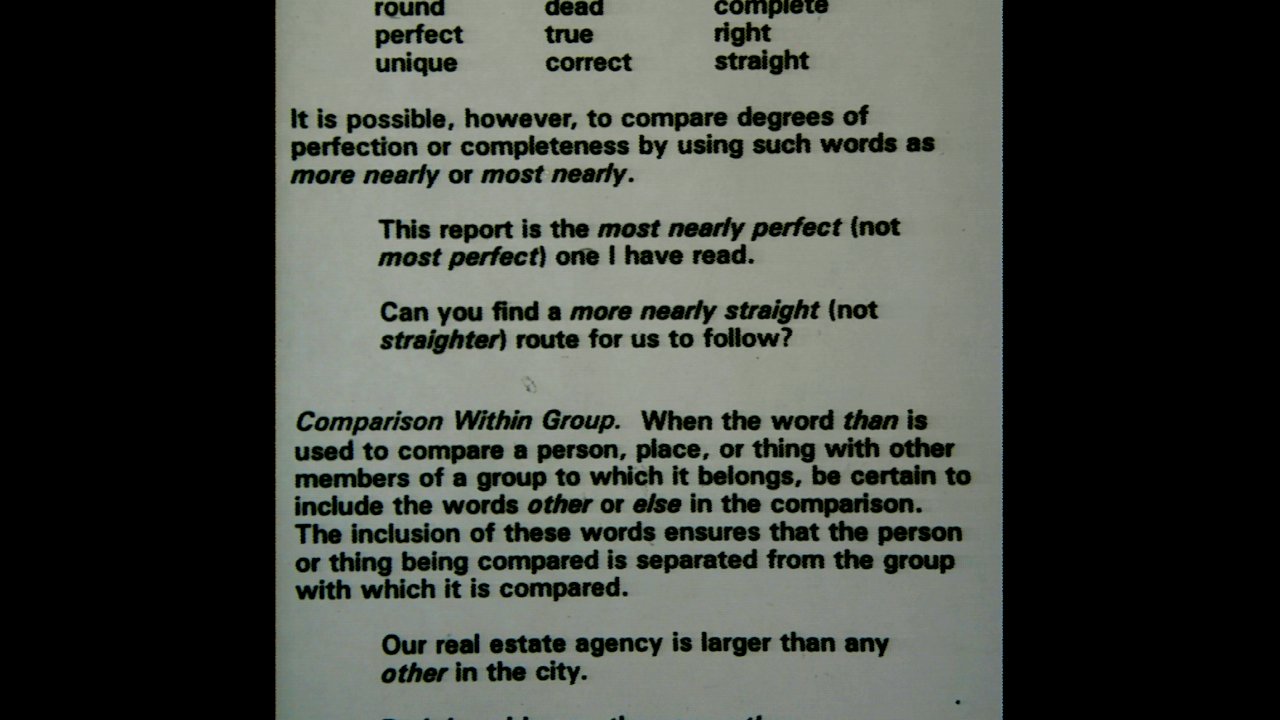 round dead complete
perfect true right
unique correct straight
It is possible, however, to compare degrees of
perfection or completeness by using such words as
more nearly or most nearly.
This report is the most nearly perfect (not
most perfect) one I have read.
Can you find a more nearly straight (not
straighter) route for us to follow?
Comparison Within Group. When the word than is
used to compare a person, place, or thing with other
members of a group to which it belongs, be certain to
include the words other or else in the comparison.
The inclusion of these words ensures that the person
or thing being compared is separated from the group
with which it is compared.
Our real estate agency is larger than any
other in the city.